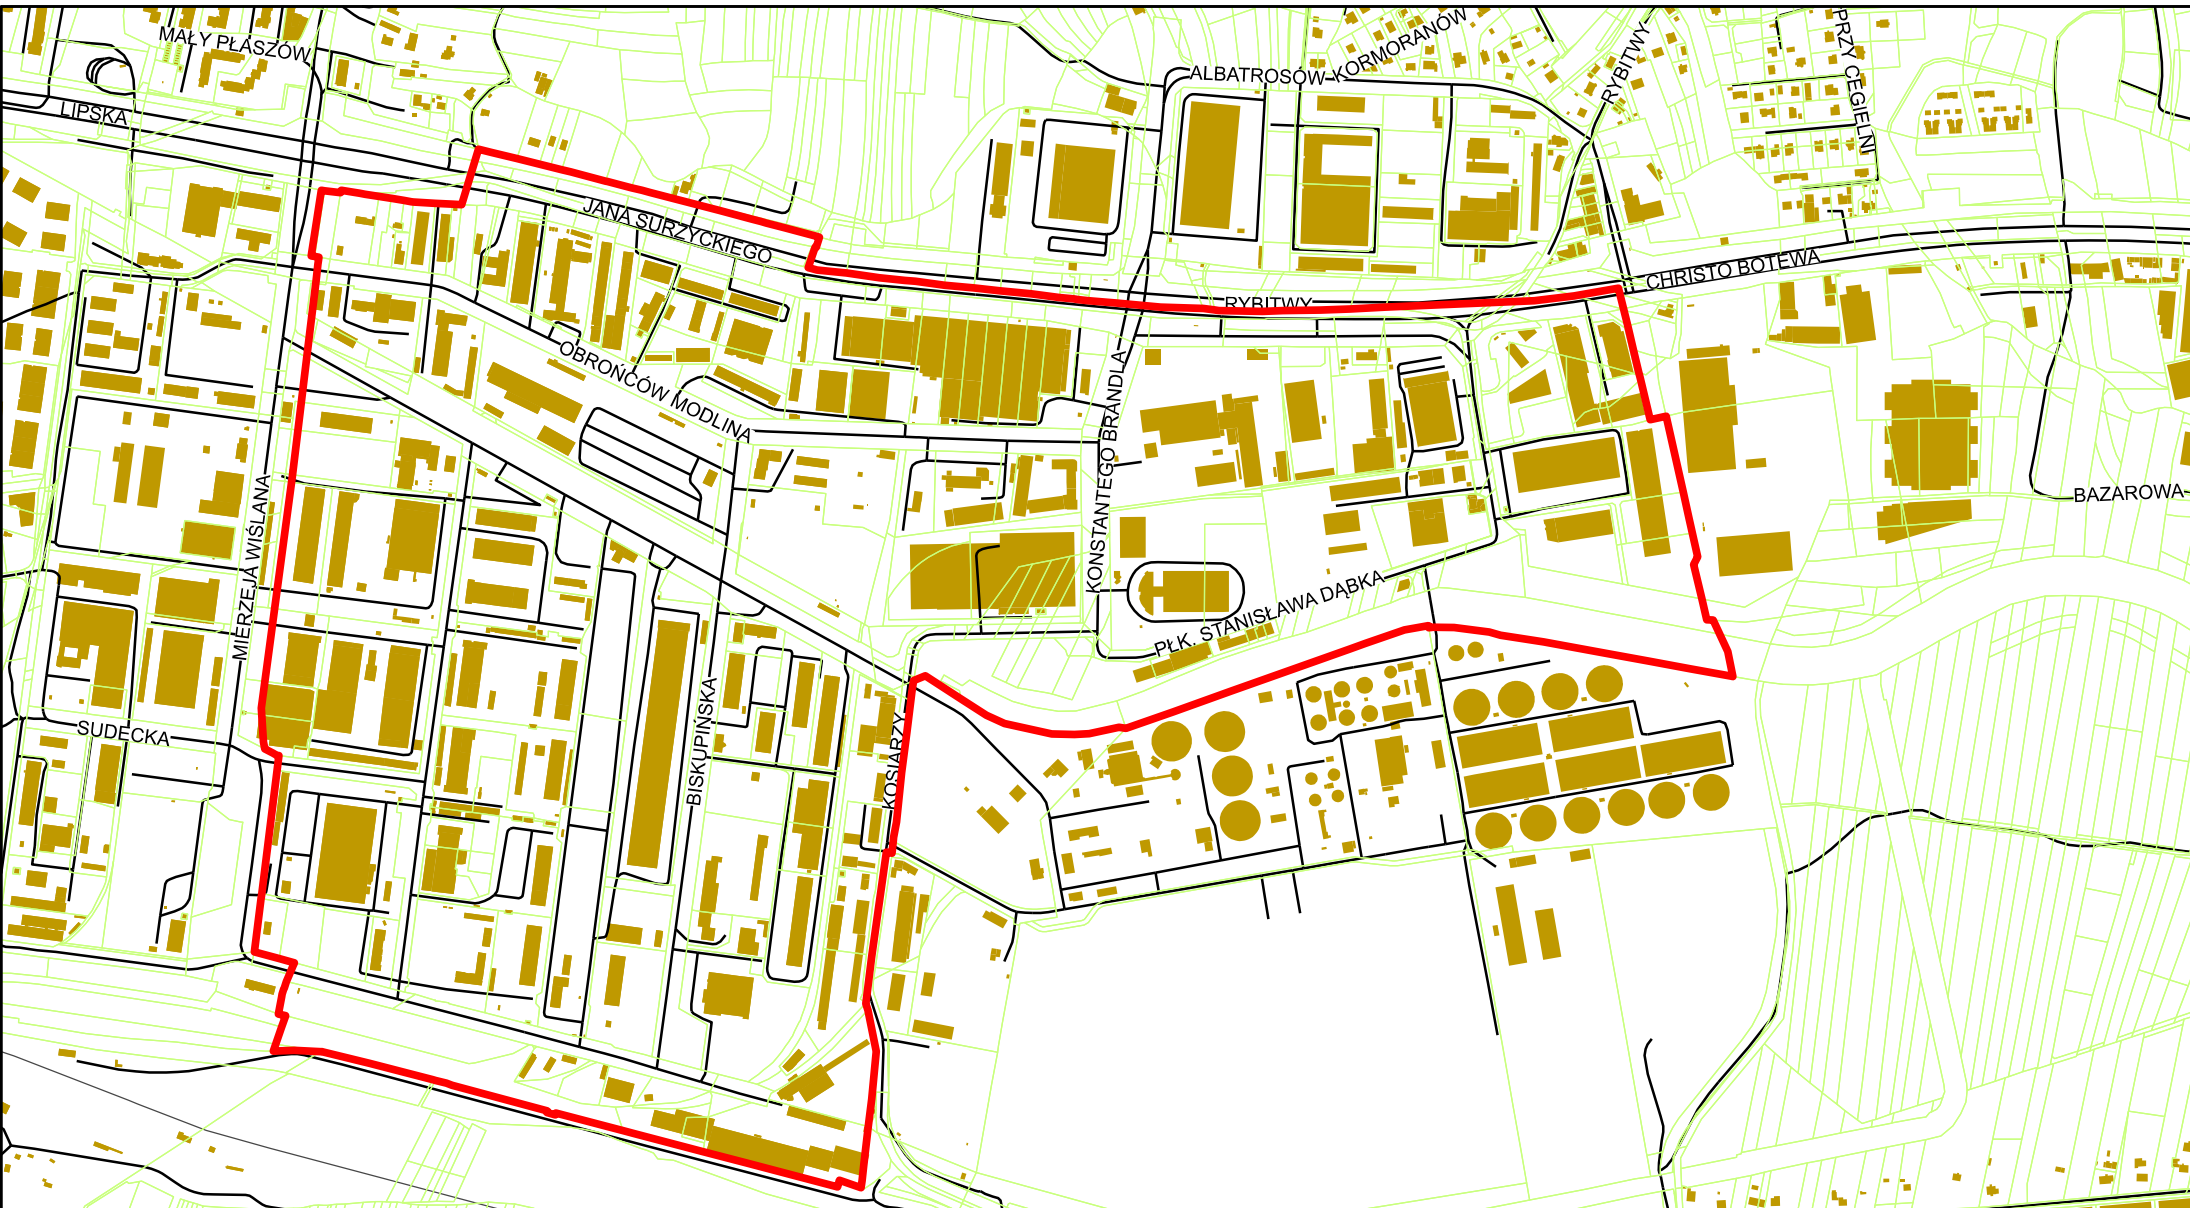 MAŁY PŁASZÓW
KORMORANÓW
RYBITWY
PRZY CEGIELNI
ALBATROSÓW
LIPSKA
JANA SURZYCKIEGO
CHRISTO BOTEWA
RYBITWY
OBROŃCÓW MODLINA
KONSTANTEGO BRANDLA
BAZAROWA
MIERZEJA WIŚLANA
PŁK. STANISŁAWA DĄBKA
SUDECKA
BISKUPIŃSKA
KOSIARZY